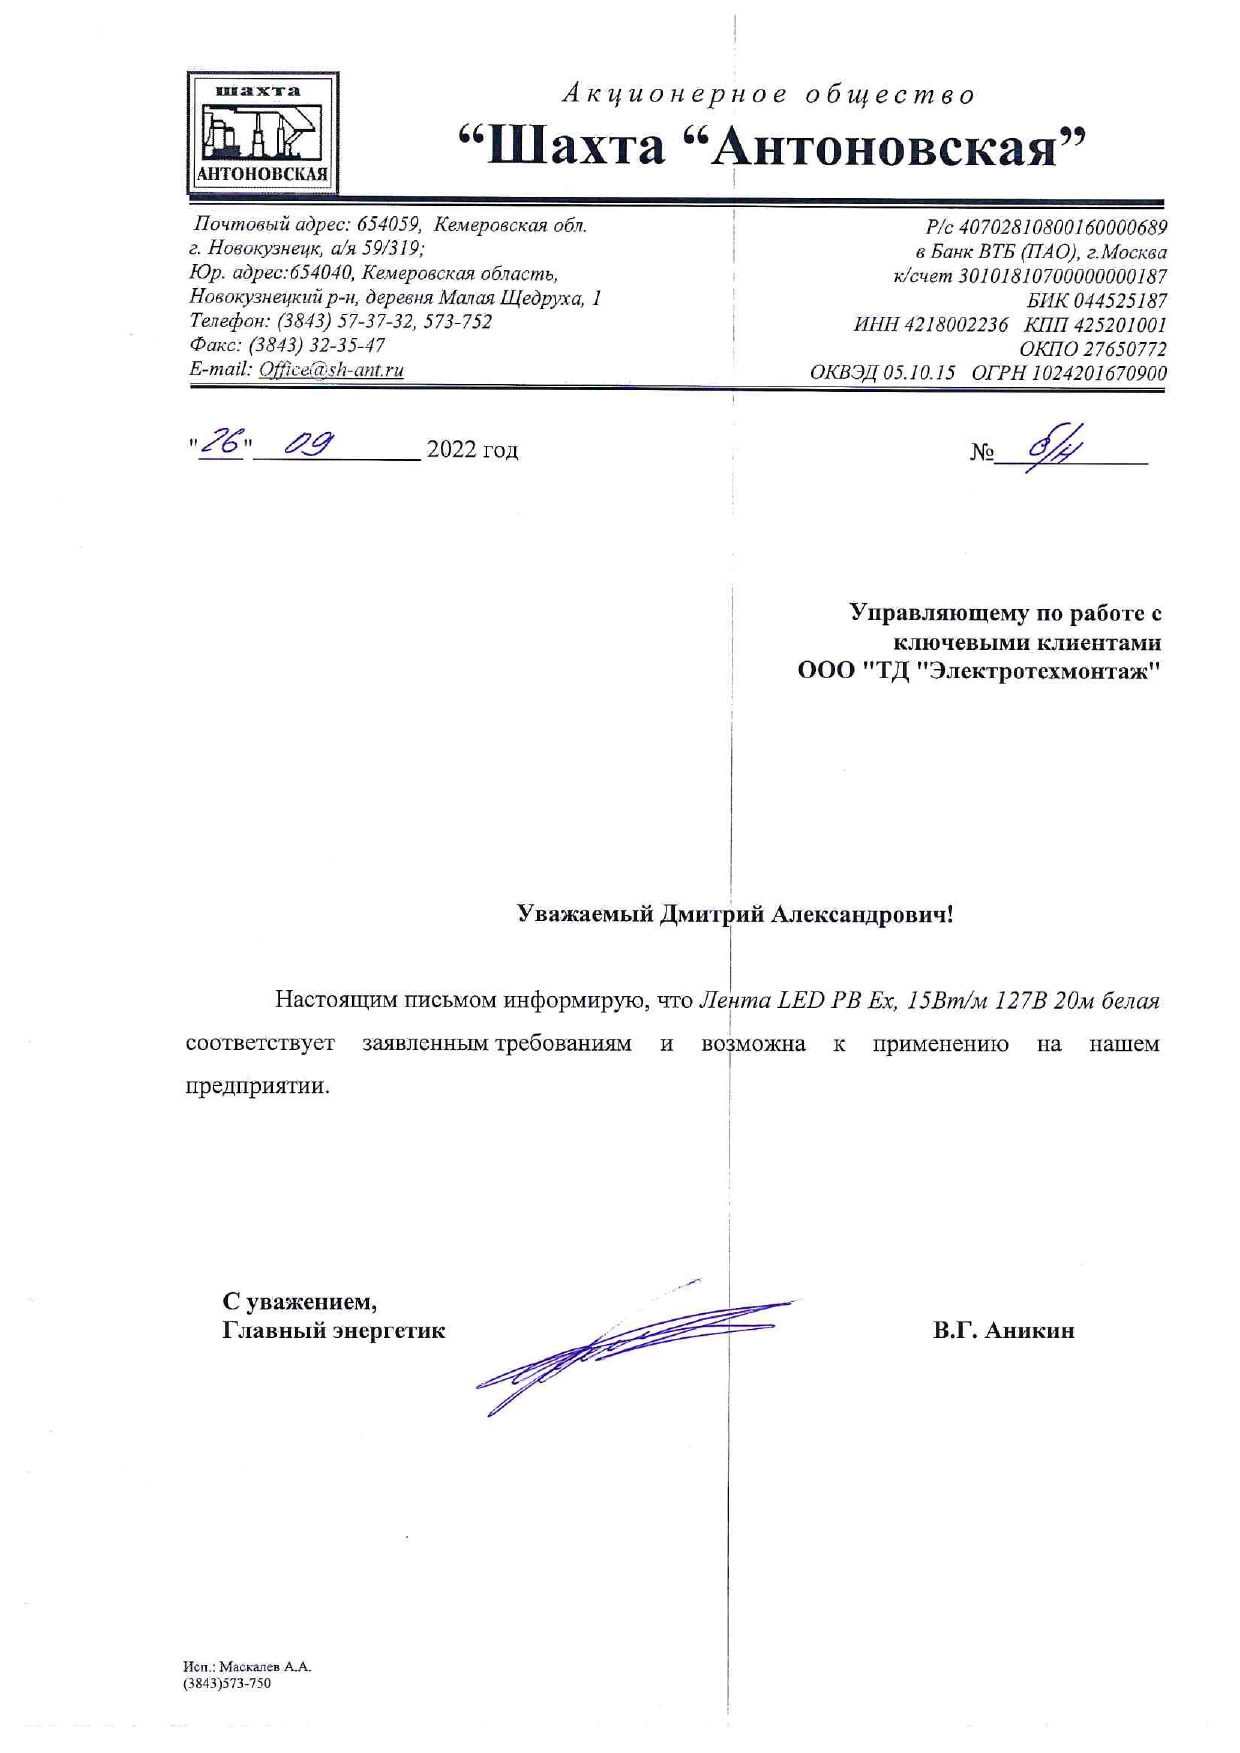 шахта
АНТОНОВСКАЯ
Акционерное общество
“Шахта “Антоновская”
Почтовый адрес: 654059, Кемеровская обл.
г. Новокузнецк, а/я 59/319;
Юр. адрес:654040, Кемеровская область,
Новокузнецкий р-н, деревня Малая Щедруха, 1
Телефон: (3843) 57-37-32, 573-752
Факс: (3843) 32-35-47
E-mail: Office@sh-ant.ru
Р/с 40702810800160000689
в Банк ВТБ (ПАО), г.Москва
к/счет 30101810700000000187
БИК 044525187
ИНН 4218002236 КПП 425201001
ОКПО 27650772
ОКВЭД 05.10.15 ОГРН 1024201670900
"26" 09 2022 год
№ б/н
Управляющему по работе с
ключевыми клиентами
ООО "ТД "Электротехмонтаж"
Уважаемый Дмитрий Александрович!
Настоящим письмом информирую, что Лента LED РВ Ex, 15Вт/м 127В 20м белая
соответствует заявленным требованиям и возможна к применению на нашем
предприятии.
С уважением,
Главный энергетик
В.Г. Аникин
Исп.: Маскалев А.А.
(3843)573-750